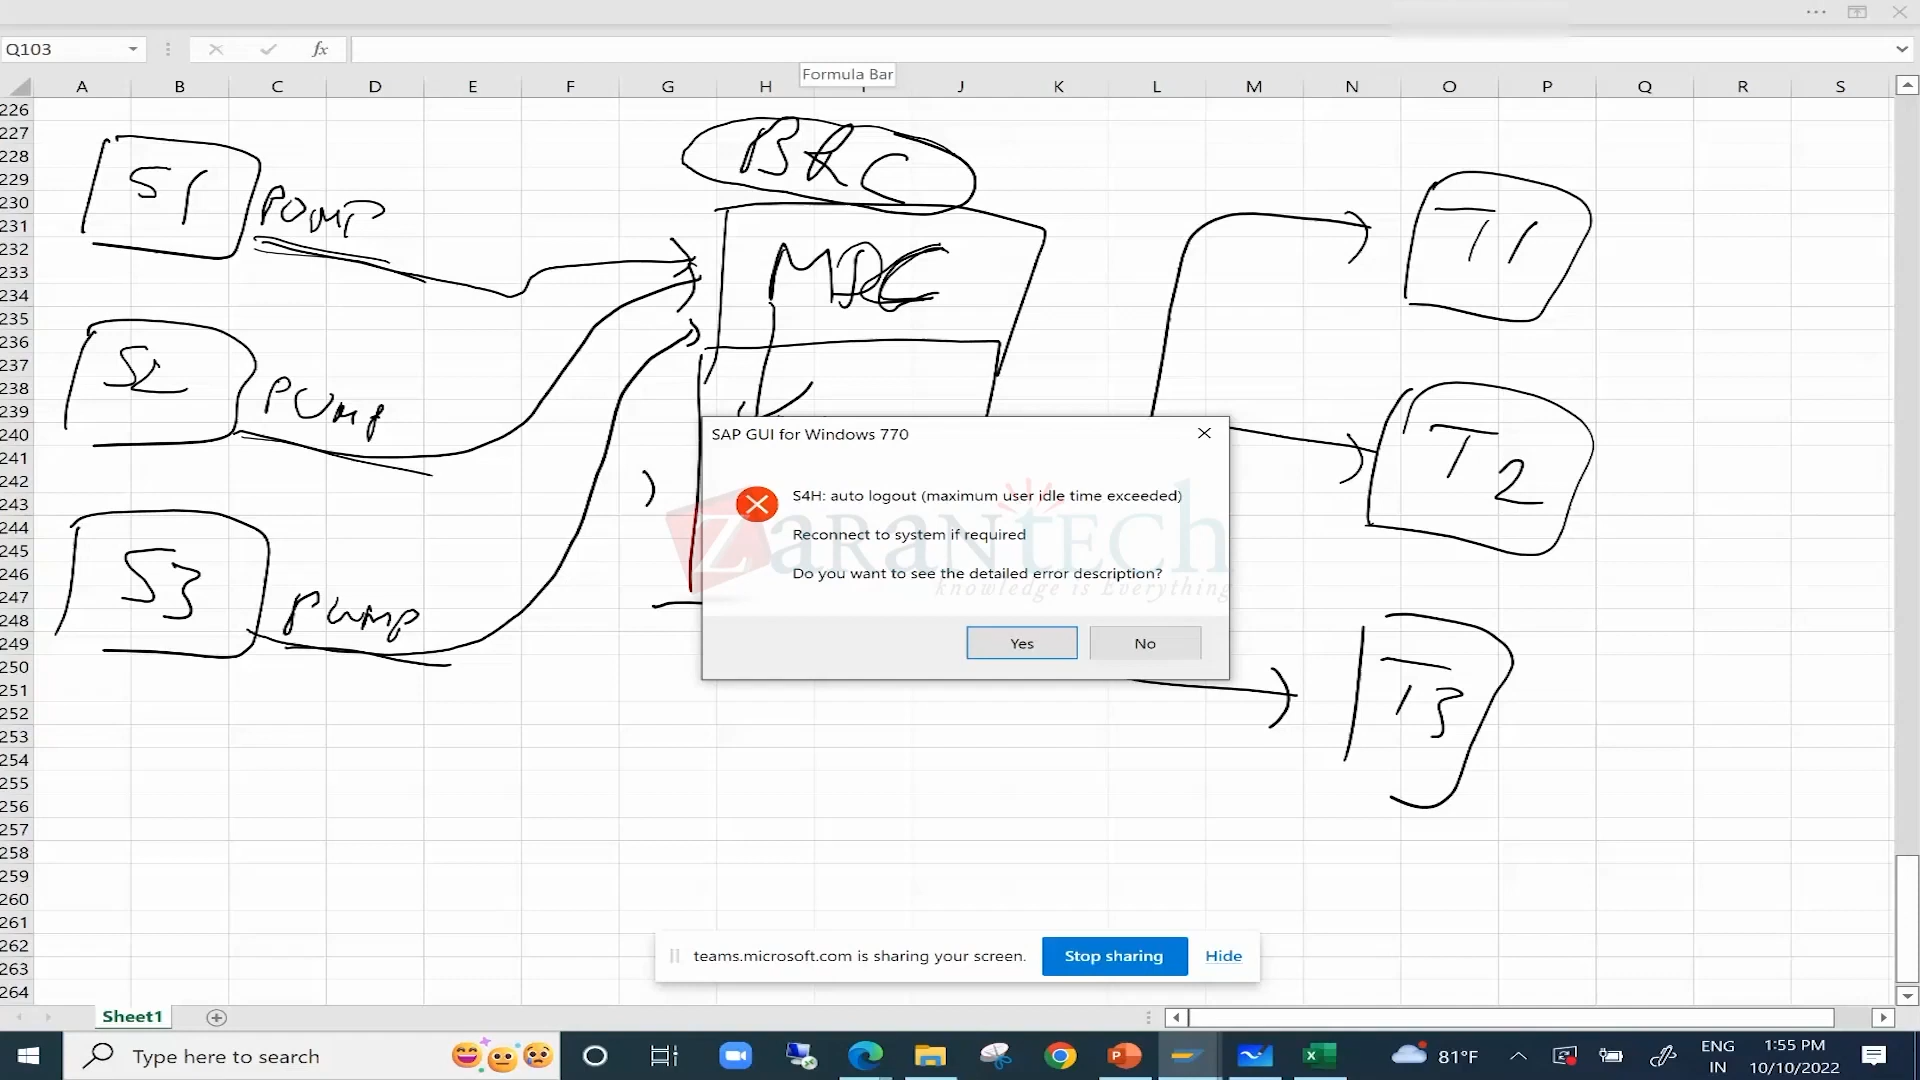 Q103
fx
Formula Bar
A B C D E F G H I J K L M N O P Q R S
226
227
228
229
230
231
232
233
234
235
236
237
238
239
240
241
242
243
244
245
246
247
248
249
250
251
252
253
254
255
256
257
258
259
260
261
262
263
264
S1 PUMP
S2 PUMP
S3 PUMP
T1
T2
T3
SAP GUI for Windows 770
S4H: auto logout (maximum user idle time exceeded)
Reconnect to system if required
Do you want to see the detailed error description?
Yes No
ZaranTech
knowledge is Everything
teams.microsoft.com is sharing your screen. Stop sharing Hide
Sheet1
Type here to search
81°F
ENG
IN
1:55 PM
10/10/2022